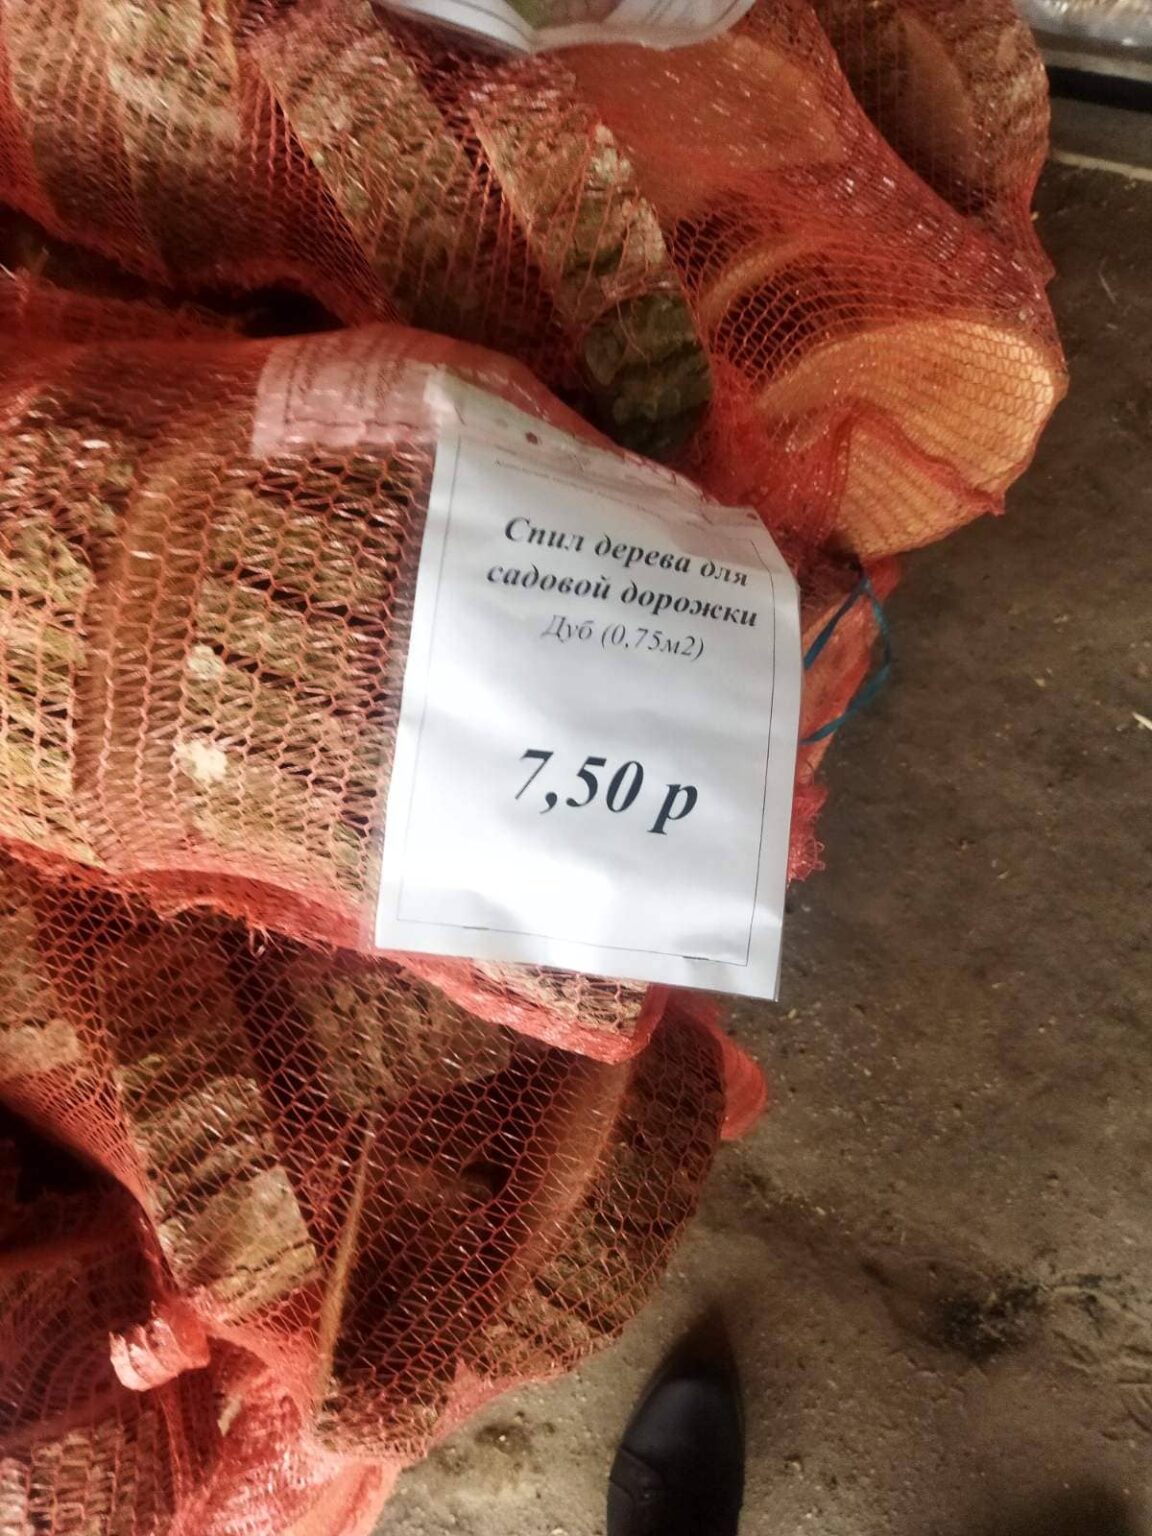 Спил дерева для
садовой дорожки
Дуб (0,75м2)
7,50 р